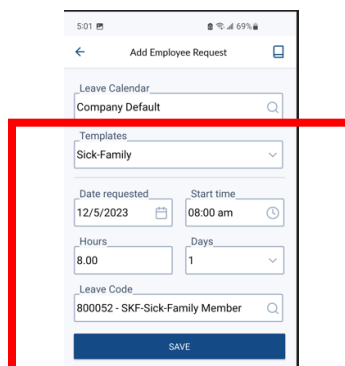 5:01 69%
Add Employee Request
Leave Calendar
Company Default
Templates
Sick-Family
Date requested Start time
12/5/2023 08:00 am
Hours Days
8.00 1
Leave Code
800052 - SKF-Sick-Family Member
SAVE